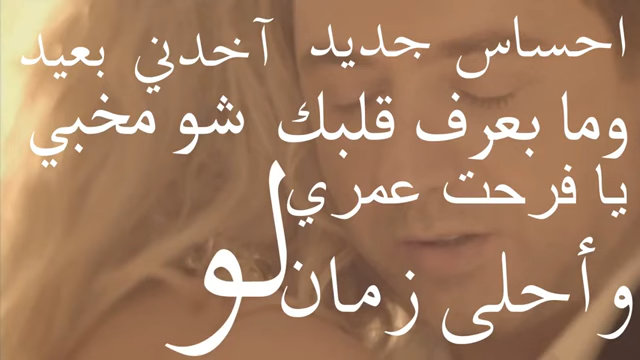 احساس جديد آخدني بعيد
وما بعرف قلبك شو مخبي
يا فرحت عمري
وأحلى زمان لو